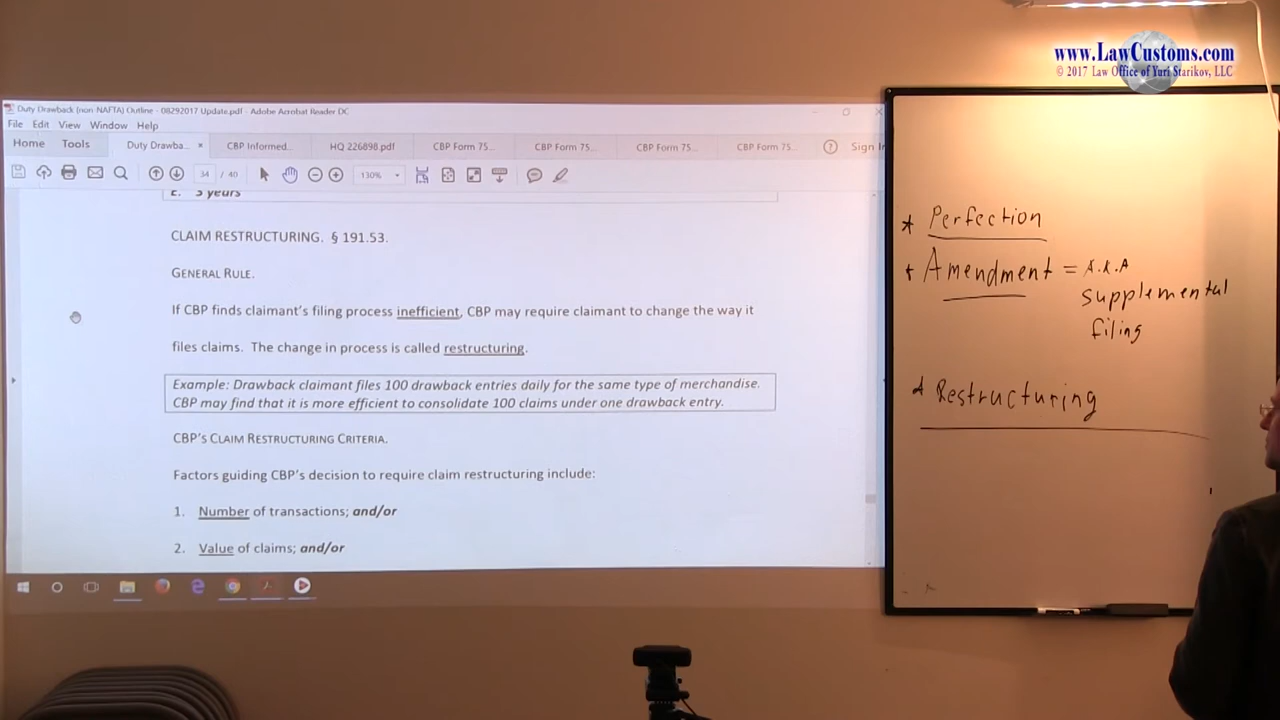 www.LawCustoms.com
© 2017 Law Office of Yuri Starikov, LLC
Duty Drawback (non NAFTA) Outline - 08292017 Update.pdf - Adobe Acrobat Reader DC
File Edit View Window Help
Home Tools Duty Drawba... × CBP Informed... HQ 226898.pdf CBP Form 75... CBP Form 75... CBP Form 75... CBP Form 75... Sign In
34 / 40 130%
E. 5 years
CLAIM RESTRUCTURING. § 191.53.
GENERAL RULE.
If CBP finds claimant's filing process inefficient, CBP may require claimant to change the way it
files claims. The change in process is called restructuring.
Example: Drawback claimant files 100 drawback entries daily for the same type of merchandise.
CBP may find that it is more efficient to consolidate 100 claims under one drawback entry.
CBP'S CLAIM RESTRUCTURING CRITERIA.
Factors guiding CBP's decision to require claim restructuring include:
1. Number of transactions; and/or
2. Value of claims; and/or
* Perfection
* Amendment = A.K.A
supplemental
filing
* Restructuring